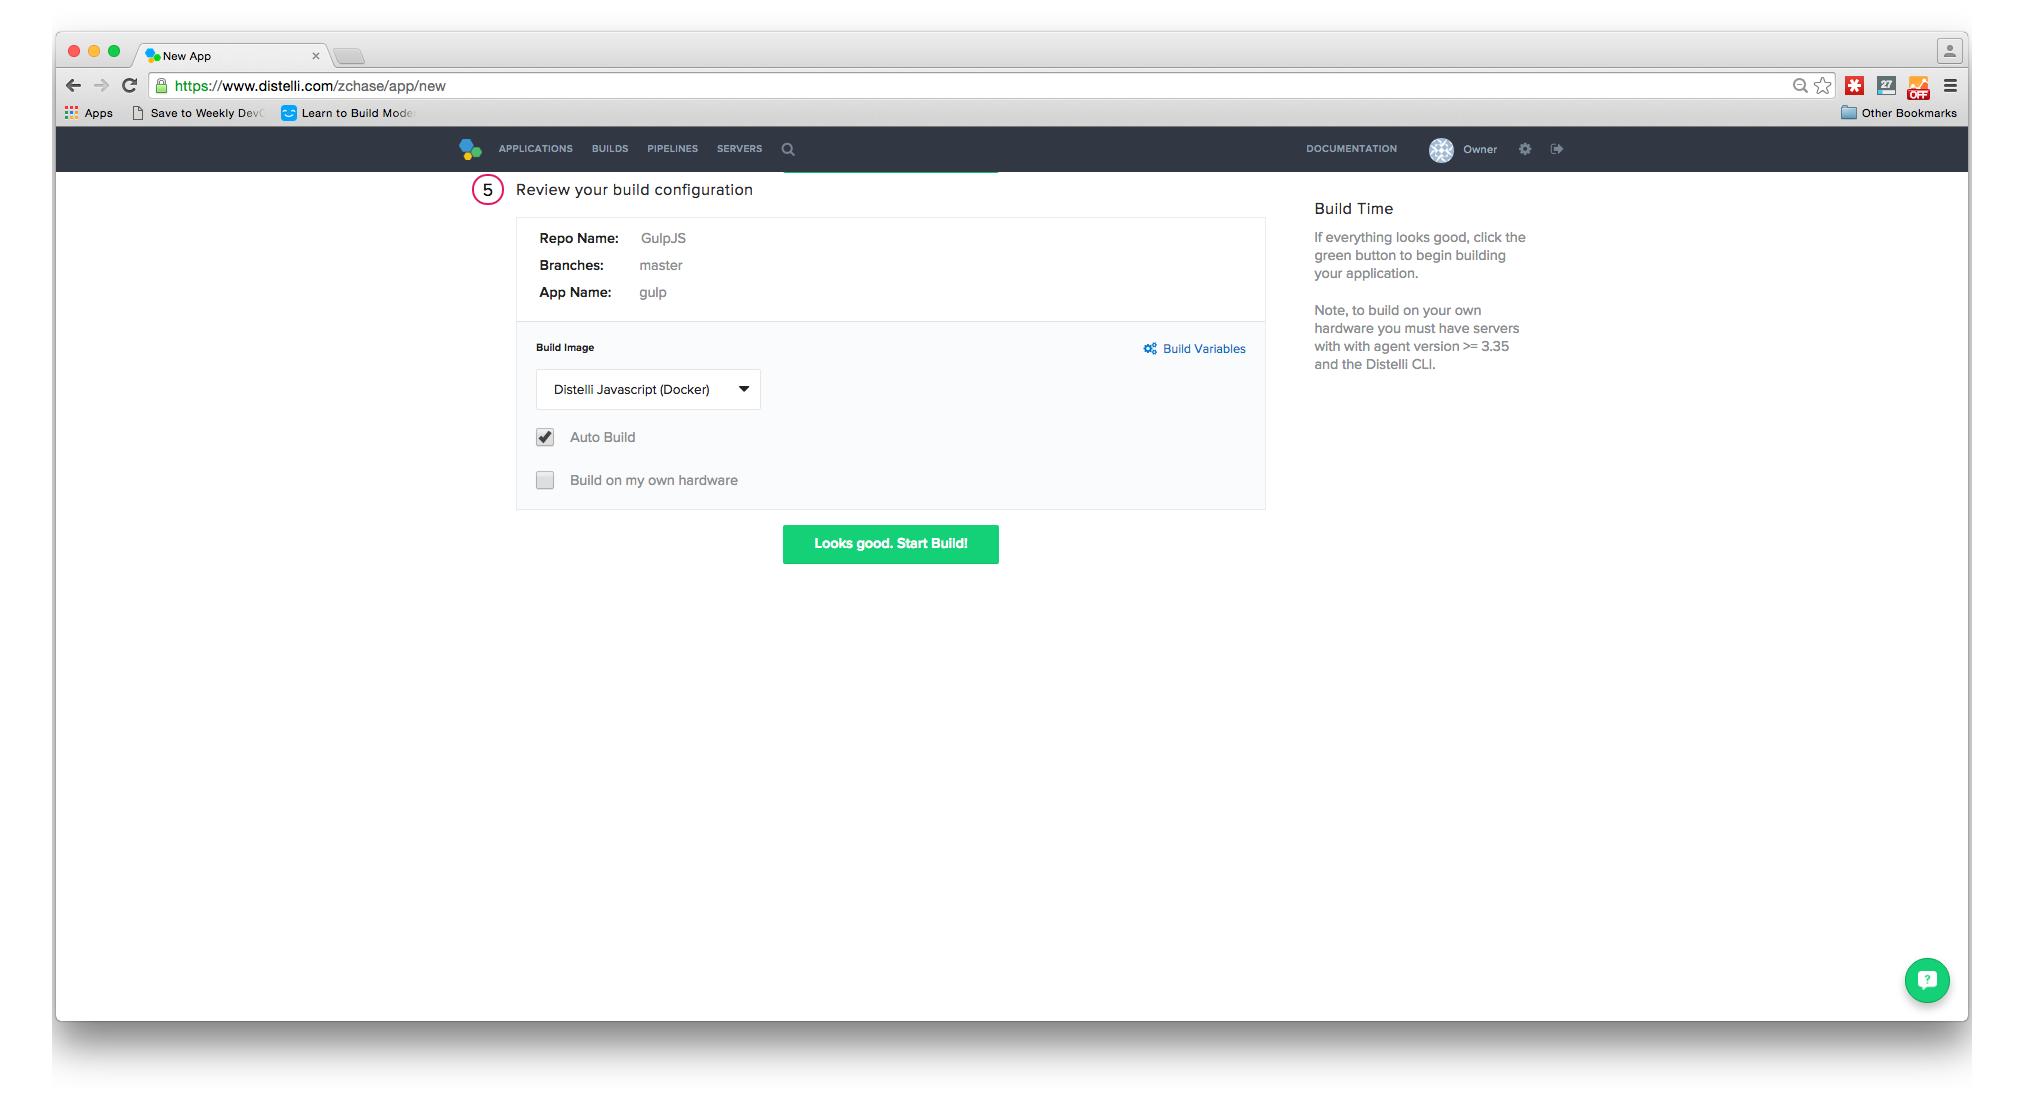 New App
https://www.distelli.com/zchase/app/new
27
OFF
Apps
Save to Weekly Dev
Learn to Build Mode
Other Bookmarks
APPLICATIONS BUILDS PIPELINES SERVERS
DOCUMENTATION Owner
5 Review your build configuration
Repo Name: GulpJS
Branches: master
App Name: gulp
Build Image
Build Variables
Distelli Javascript (Docker)
Auto Build
Build on my own hardware
Looks good. Start Build!
Build Time
If everything looks good, click the
green button to begin building
your application.
Note, to build on your own
hardware you must have servers
with with agent version >= 3.35
and the Distelli CLI.
?